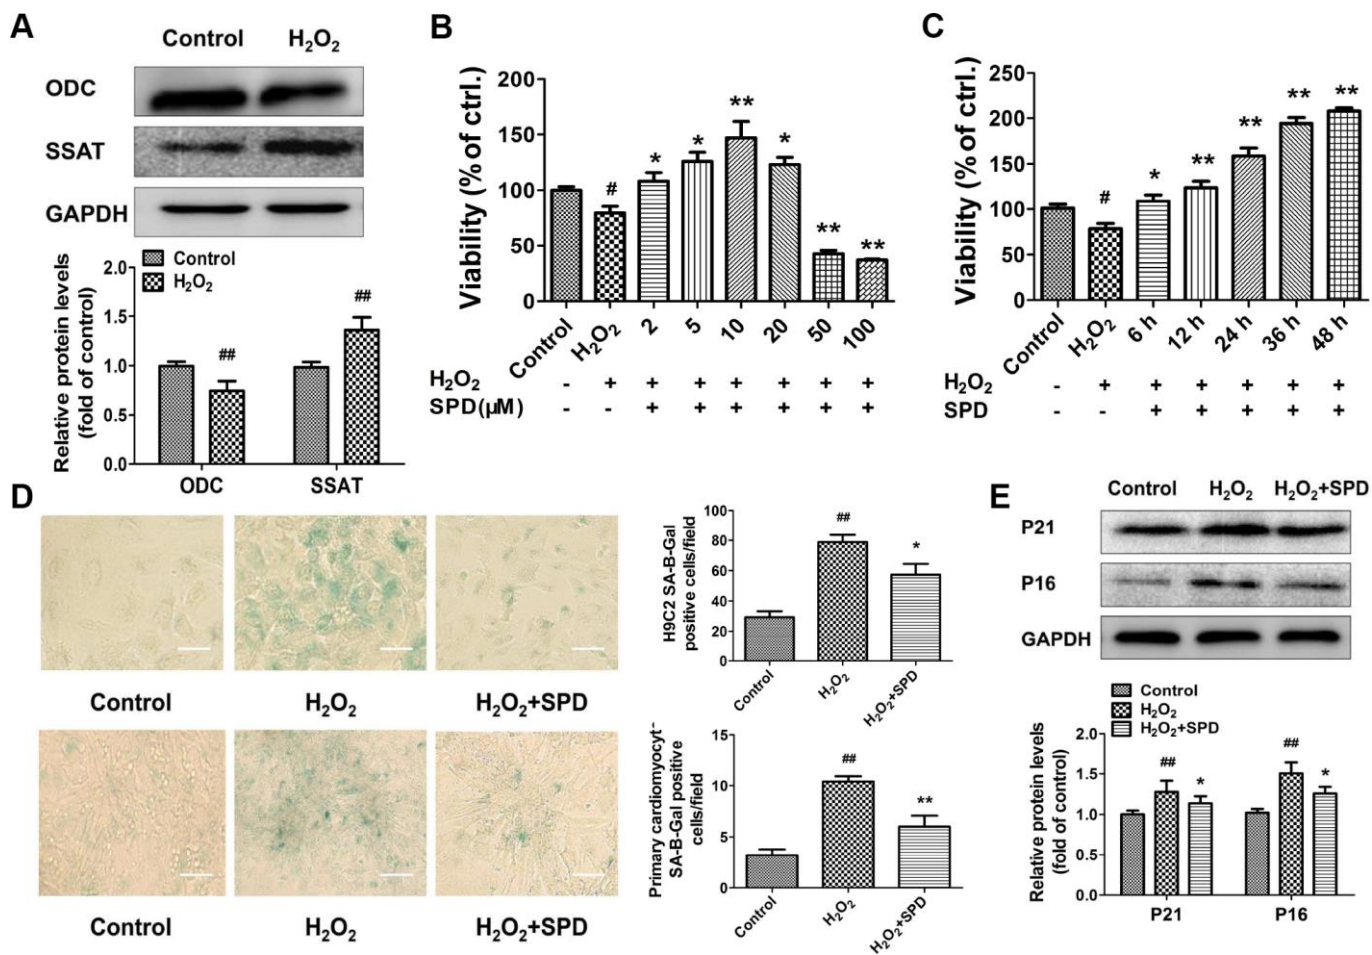 A
Control H₂O₂
ODC
SSAT
GAPDH
Control
H₂O₂
Relative protein levels
(fold of control)
2.0
1.5
1.0
0.5
0.0
##
##
ODC SSAT
B
Viability (% of ctrl.)
200
150
100
50
0
#
*
*
**
*
**
**
Control H₂O₂ 2 5 10 20 50 100
H₂O₂ - + + + + + + +
SPD(μM) - - + + + + + +
C
Viability (% of ctrl.)
250
200
150
100
50
0
#
*
**
**
**
**
Control H₂O₂ 6 h 12 h 24 h 36 h 48 h
H₂O₂ - + + + + + +
SPD - - + + + + +
D
Control H₂O₂ H₂O₂+SPD
Control H₂O₂ H₂O₂+SPD
H9C2 SA-B-Gal
positive cells/field
100
80
60
40
20
0
##
*
Control H₂O₂ H₂O₂+SPD
Primary cardiomyocyt-
SA-B-Gal positive
cells/field
15
10
5
0
##
**
Control H₂O₂ H₂O₂+SPD
E
Control H₂O₂ H₂O₂+SPD
P21
P16
GAPDH
Control
H₂O₂
H₂O₂+SPD
Relative protein levels
(fold of control)
2.0
1.5
1.0
0.5
0.0
##
*
##
*
P21 P16